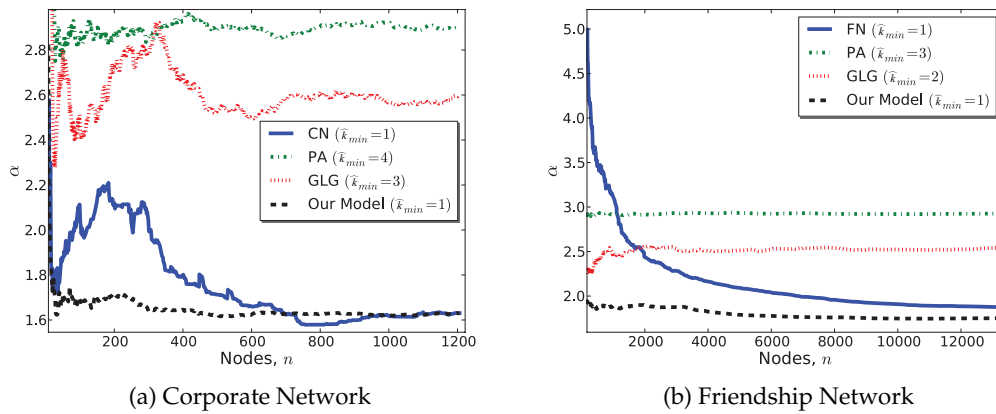 2.8
2.6
2.4
2.2
2.0
1.8
1.6
α
CN (k̂min=1)
PA (k̂min=4)
GLG (k̂min=3)
Our Model (k̂min=1)
200 400 600 800 1000 1200
Nodes, n
(a) Corporate Network
5.0
4.5
4.0
3.5
3.0
2.5
2.0
α
FN (k̂min=1)
PA (k̂min=3)
GLG (k̂min=2)
Our Model (k̂min=1)
2000 4000 6000 8000 10000 12000
Nodes, n
(b) Friendship Network